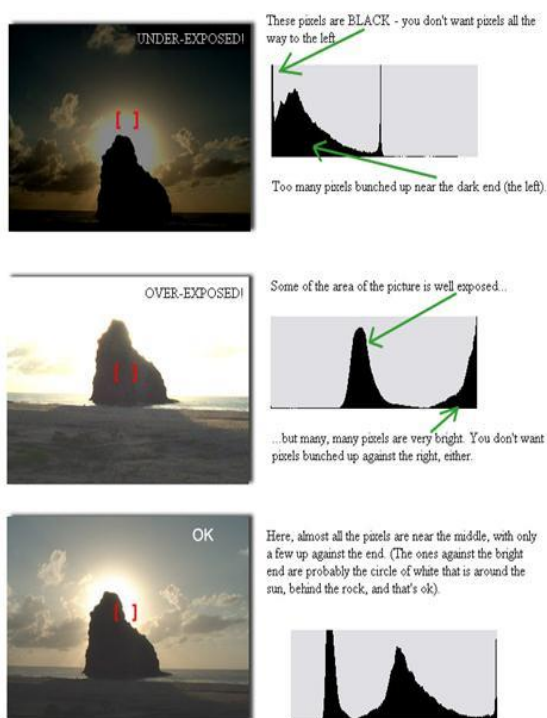 UNDER-EXPOSED!
These pixels are BLACK - you don't want pixels all the
way to the left
[ ]
Too many pixels bunched up near the dark end (the left).
OVER-EXPOSED!
Some of the area of the picture is well exposed...
[ ]
...but many, many pixels are very bright. You don't want
pixels bunched up against the right, either.
OK
[ ]
Here, almost all the pixels are near the middle, with only
a few up against the end. (The ones against the bright
end are probably the circle of white that is around the
sun, behind the rock, and that's ok).